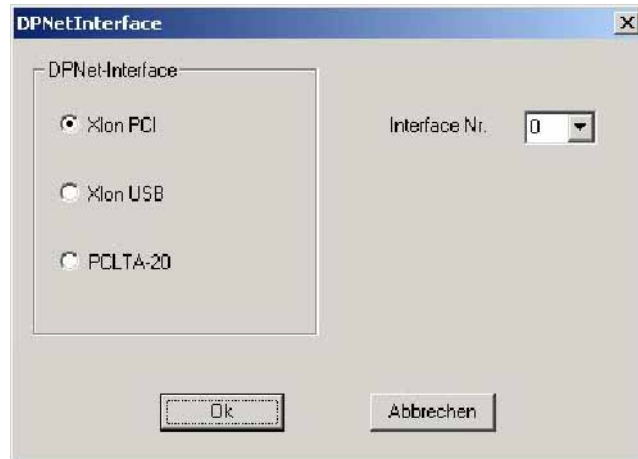 DPNetInterface
DPNet-Interface
Xlon PCI
Interface Nr. 0
Xlon USB
PCLTA-20
Ok
Abbrechen